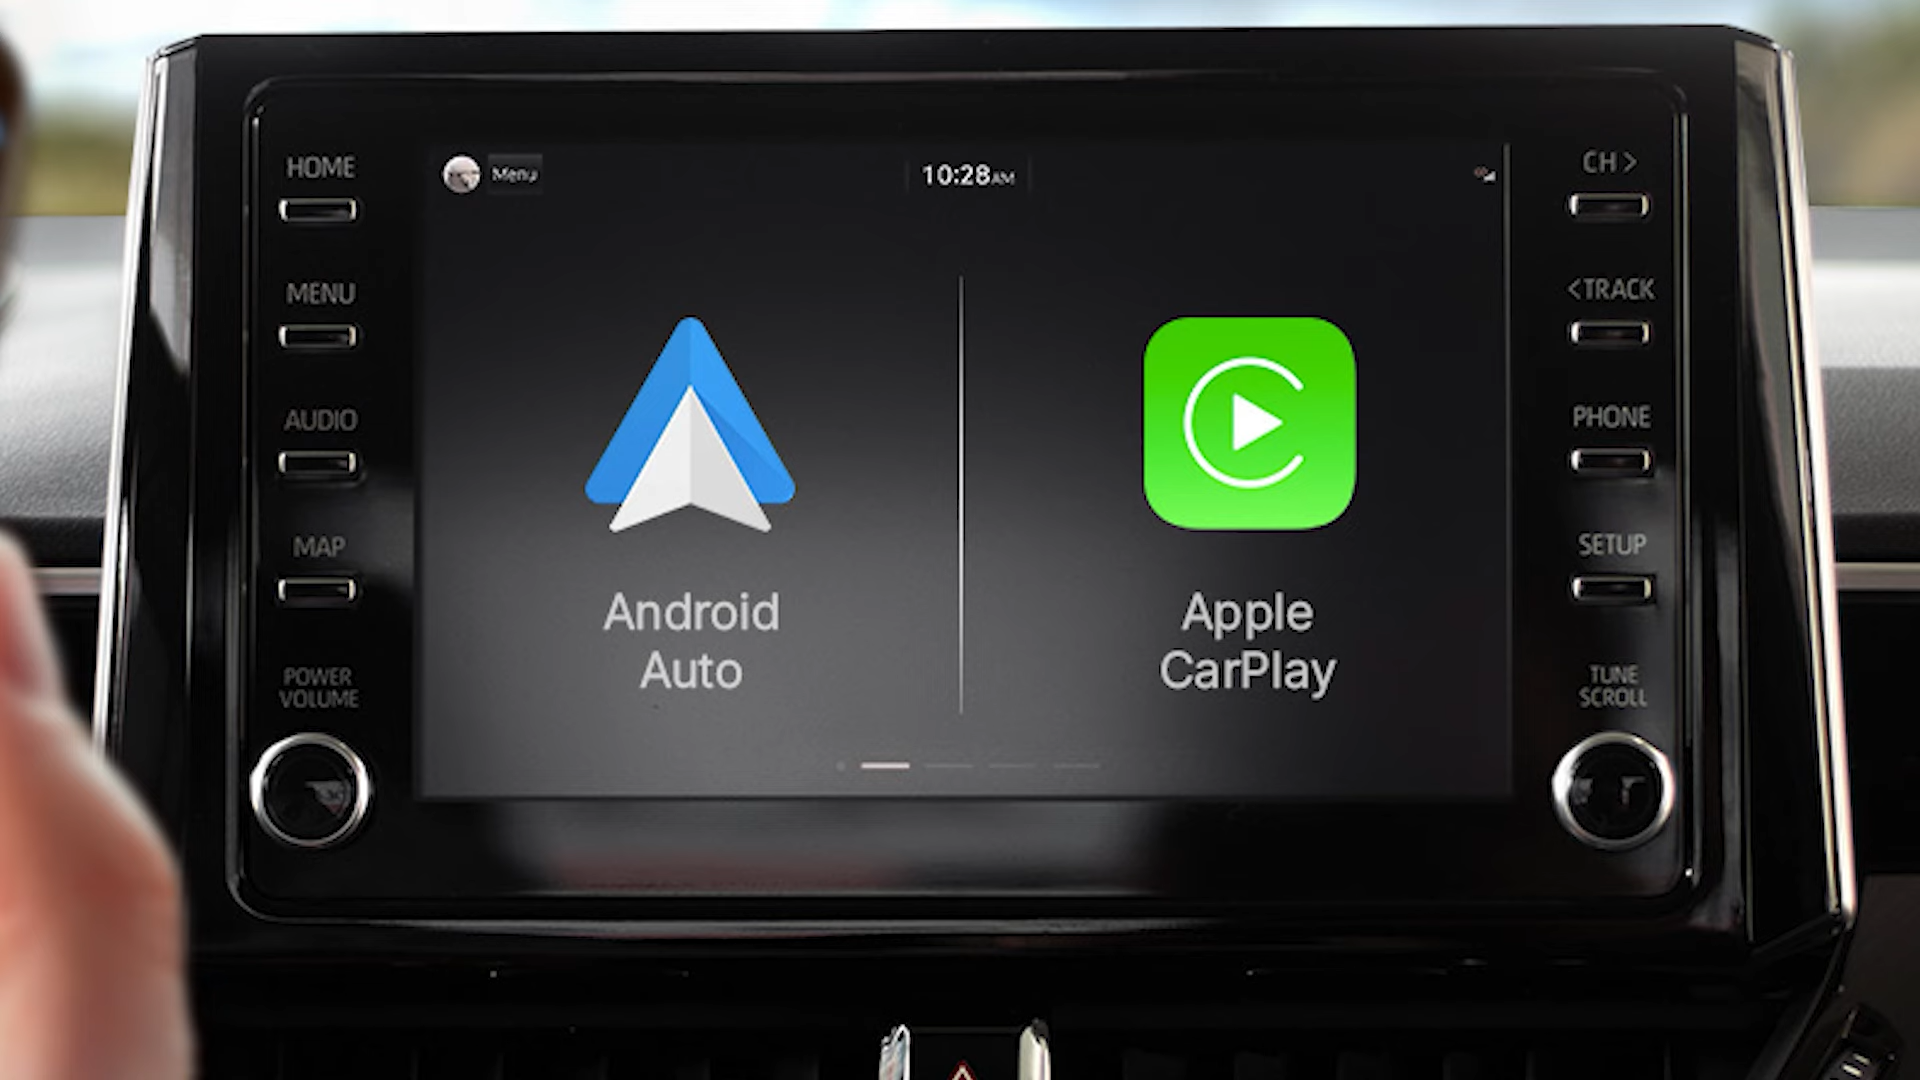 HOME
MENU
AUDIO
MAP
POWER
VOLUME
Menu
10:28AM
Android
Auto
Apple
CarPlay
CH >
<TRACK
PHONE
SETUP
TUNE
SCROLL